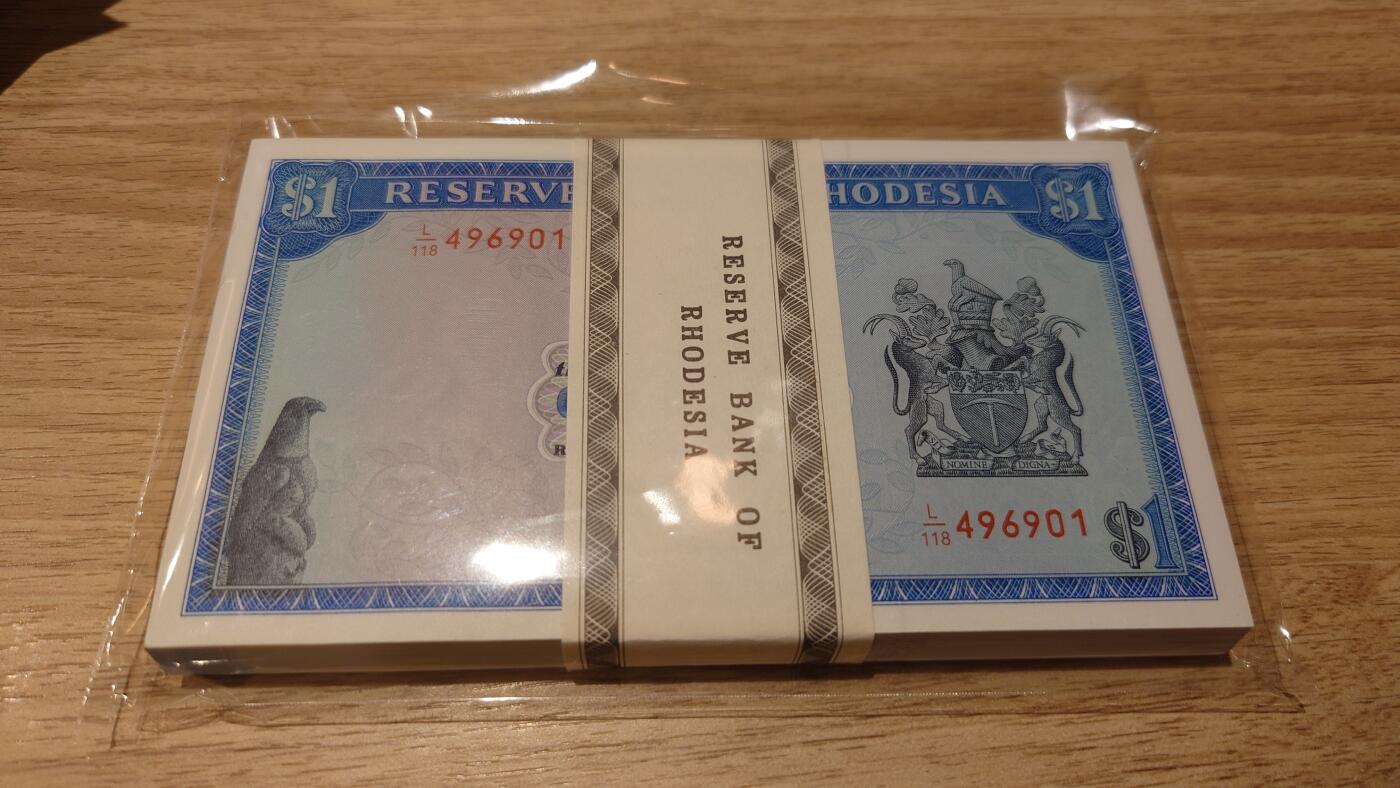 $1 RESERVE
HODESIA $1
L/118 496901
RESERVE BANK OF
RHODESIA
NOMINE DIGNA
L/118 496901
$1